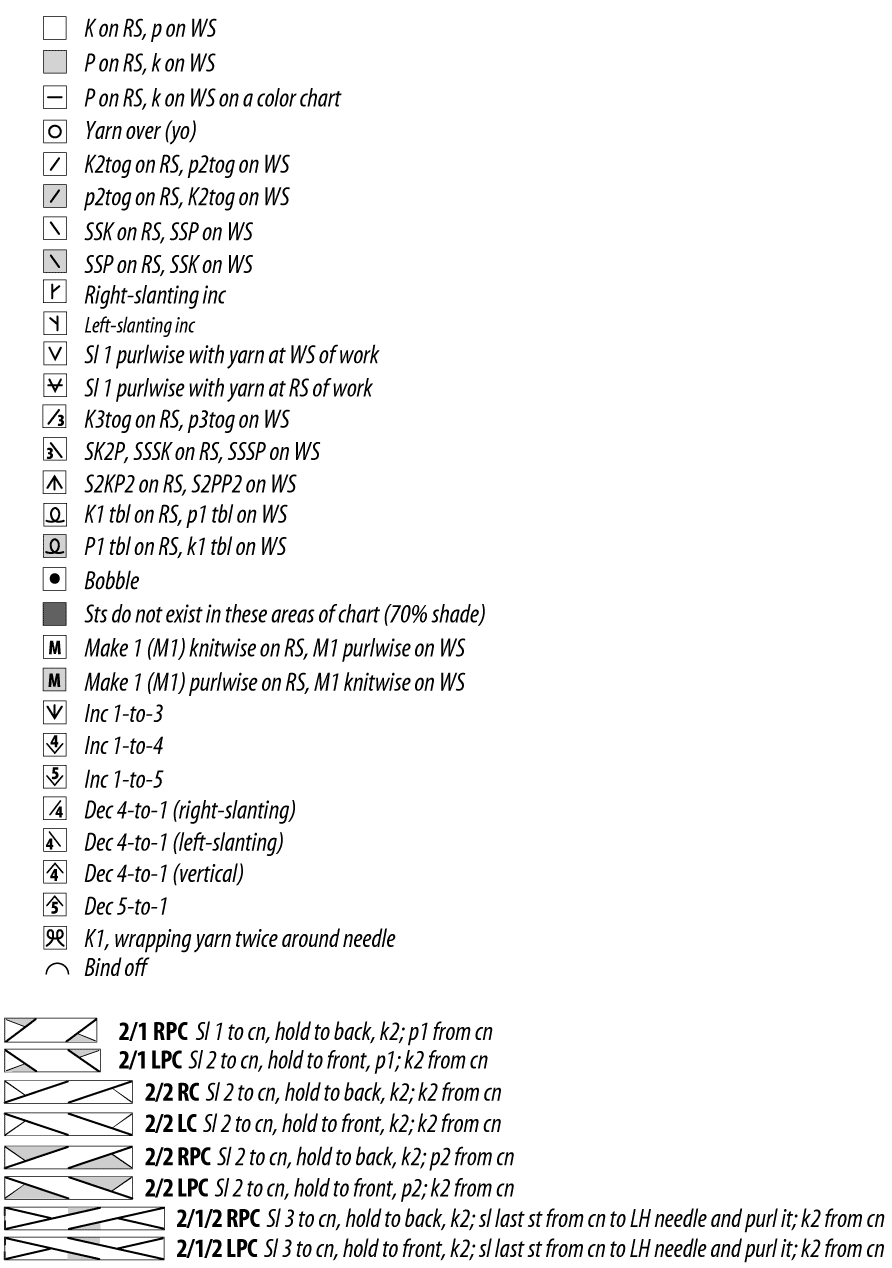 K on RS, p on WS
P on RS, k on WS
P on RS, k on WS on a color chart
Yarn over (yo)
K2tog on RS, p2tog on WS
p2tog on RS, K2tog on WS
SSK on RS, SSP on WS
SSP on RS, SSK on WS
Right-slanting inc
Left-slanting inc
Sl 1 purlwise with yarn at WS of work
Sl 1 purlwise with yarn at RS of work
3 K3tog on RS, p3tog on WS
3 SK2P, SSSK on RS, SSSP on WS
S2KP2 on RS, S2PP2 on WS
K1 tbl on RS, p1 tbl on WS
P1 tbl on RS, k1 tbl on WS
Bobble
Sts do not exist in these areas of chart (70% shade)
M Make 1 (M1) knitwise on RS, M1 purlwise on WS
M Make 1 (M1) purlwise on RS, M1 knitwise on WS
Inc 1-to-3
4 Inc 1-to-4
5 Inc 1-to-5
4 Dec 4-to-1 (right-slanting)
4 Dec 4-to-1 (left-slanting)
4 Dec 4-to-1 (vertical)
5 Dec 5-to-1
K1, wrapping yarn twice around needle
Bind off
2/1 RPC Sl 1 to cn, hold to back, k2; p1 from cn
2/1 LPC Sl 2 to cn, hold to front, p1; k2 from cn
2/2 RC Sl 2 to cn, hold to back, k2; k2 from cn
2/2 LC Sl 2 to cn, hold to front, k2; k2 from cn
2/2 RPC Sl 2 to cn, hold to back, k2; p2 from cn
2/2 LPC Sl 2 to cn, hold to front, p2; k2 from cn
2/1/2 RPC Sl 3 to cn, hold to back, k2; sl last st from cn to LH needle and purl it; k2 from cn
2/1/2 LPC Sl 3 to cn, hold to front, k2; sl last st from cn to LH needle and purl it; k2 from cn